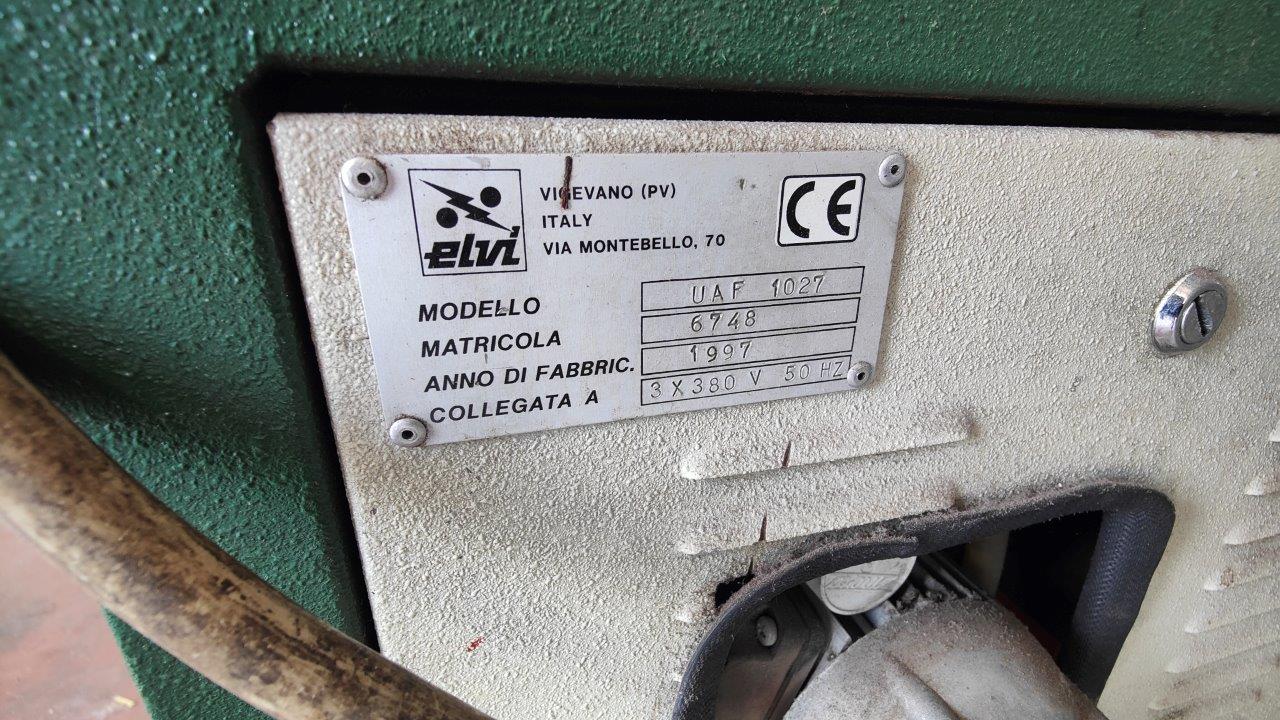 elvi
VIGEVANO (PV)
ITALY
VIA MONTEBELLO, 70
CE
MODELLO UAF 1027
MATRICOLA 6748
ANNO DI FABBRIC. 1997
COLLEGATA A 3 X 380 V 50 HZ